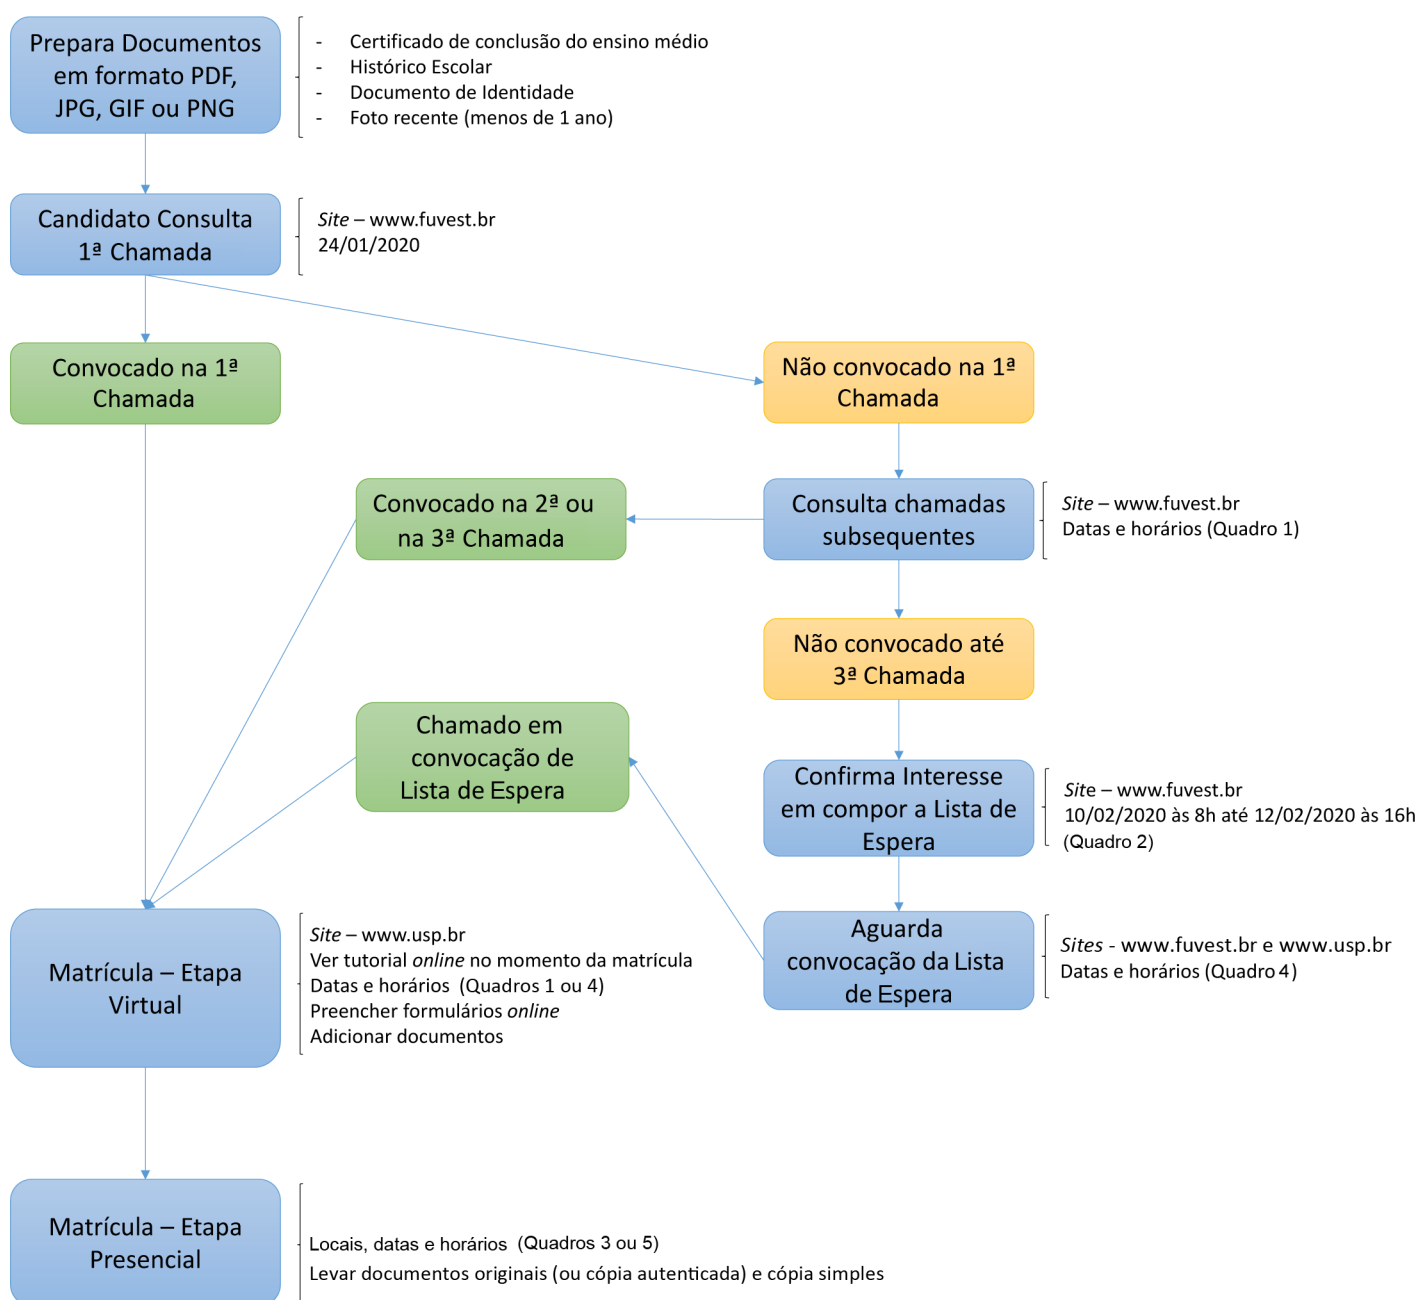 Prepara Documentos
em formato PDF,
JPG, GIF ou PNG
- Certificado de conclusão do ensino médio
- Histórico Escolar
- Documento de Identidade
- Foto recente (menos de 1 ano)
Candidato Consulta
1ª Chamada
Site – www.fuvest.br
24/01/2020
Convocado na 1ª
Chamada
Não convocado na 1ª
Chamada
Convocado na 2ª ou
na 3ª Chamada
Consulta chamadas
subsequentes
Site – www.fuvest.br
Datas e horários (Quadro 1)
Não convocado até
3ª Chamada
Chamado em
convocação de
Lista de Espera
Confirma Interesse
em compor a Lista de
Espera
Site – www.fuvest.br
10/02/2020 às 8h até 12/02/2020 às 16h
(Quadro 2)
Aguarda
convocação da Lista
de Espera
Sites - www.fuvest.br e www.usp.br
Datas e horários (Quadro 4)
Matrícula – Etapa
Virtual
Site – www.usp.br
Ver tutorial online no momento da matrícula
Datas e horários (Quadros 1 ou 4)
Preencher formulários online
Adicionar documentos
Matrícula – Etapa
Presencial
Locais, datas e horários (Quadros 3 ou 5)
Levar documentos originais (ou cópia autenticada) e cópia simples